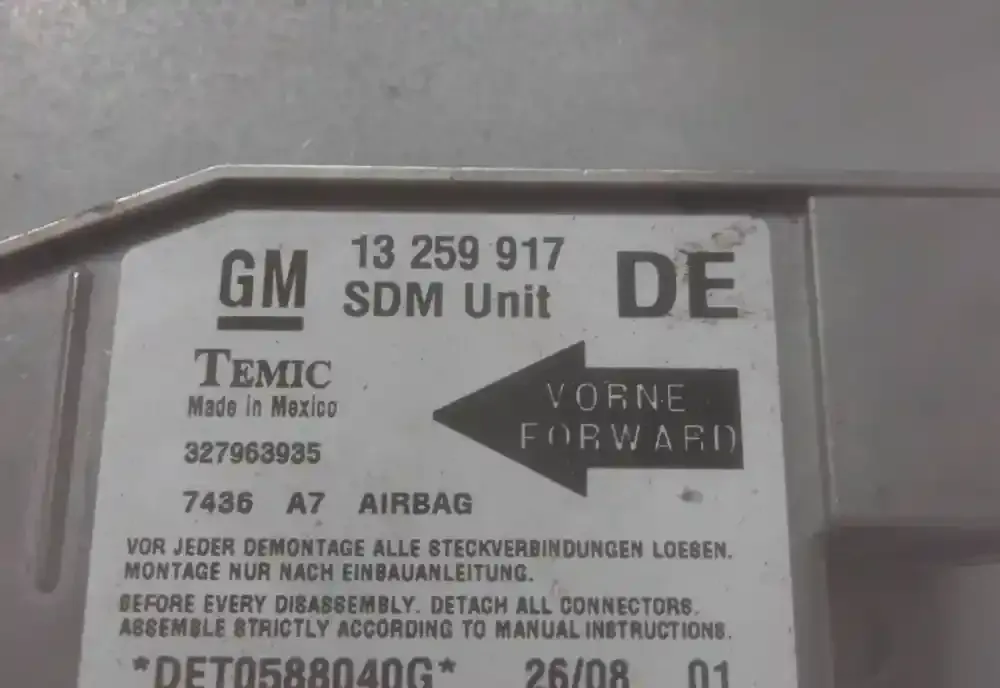 GM 13 259 917 DE
SDM Unit
TEMIC
Made in Mexico
VORNE
FORWARD
327963935
7436 A7 AIRBAG
VOR JEDER DEMONTAGE ALLE STECKVERBINDUNGEN LOESEN.
MONTAGE NUR NACH EINBAUANLEITUNG.
BEFORE EVERY DISASSEMBLY. DETACH ALL CONNECTORS.
ASSEMBLE STRICTLY ACCORDING TO MANUAL INSTRUCTIONS.
*DET0588040G* 26/08 01